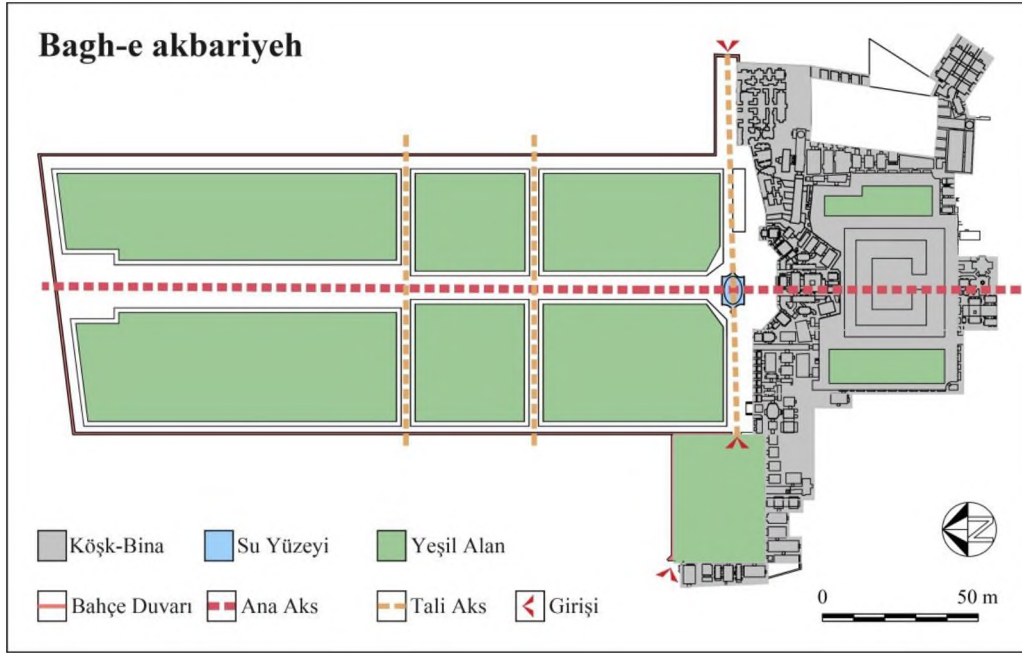 Bagh-e akbariyeh
Köşk-Bina
Su Yüzeyi
Yeşil Alan
Bahçe Duvarı
Ana Aks
Tali Aks
Girişi
N
0 50 m